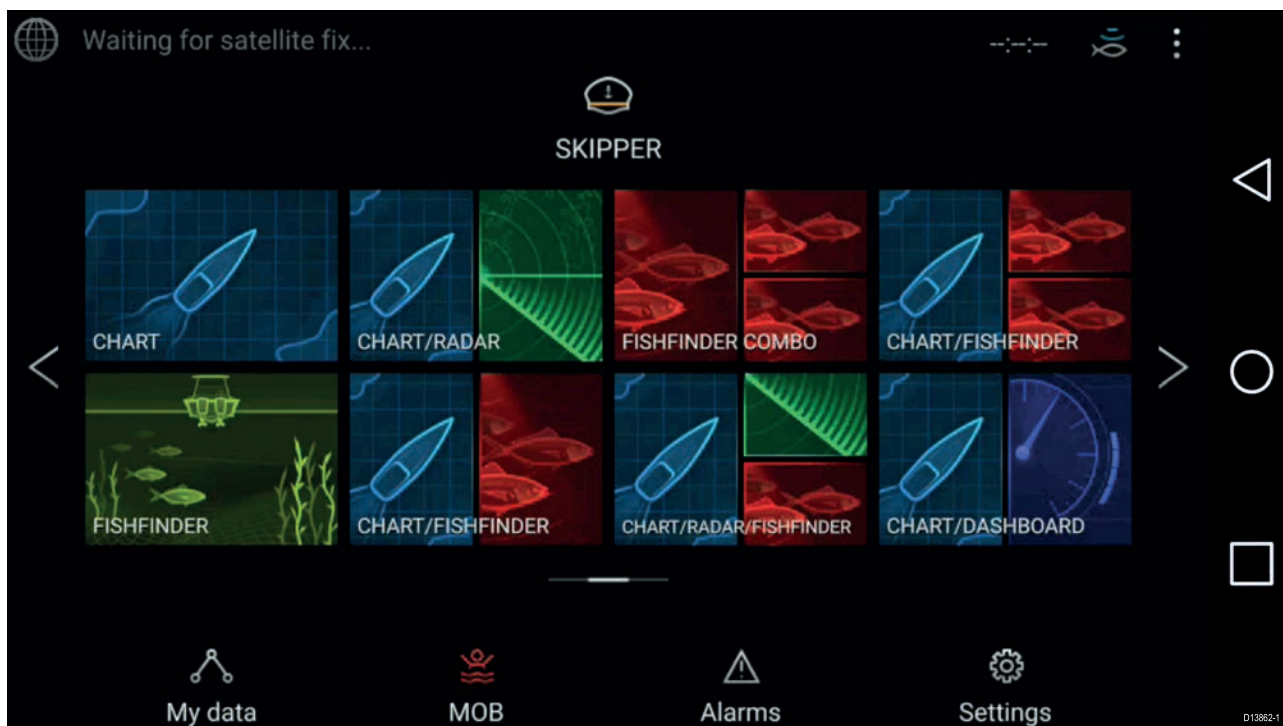 Waiting for satellite fix...
--:--:--
SKIPPER
CHART
CHART/RADAR
FISHFINDER COMBO
CHART/FISHFINDER
FISHFINDER
CHART/FISHFINDER
CHART/RADAR/FISHFINDER
CHART/DASHBOARD
My data
MOB
Alarms
Settings
D13862-1